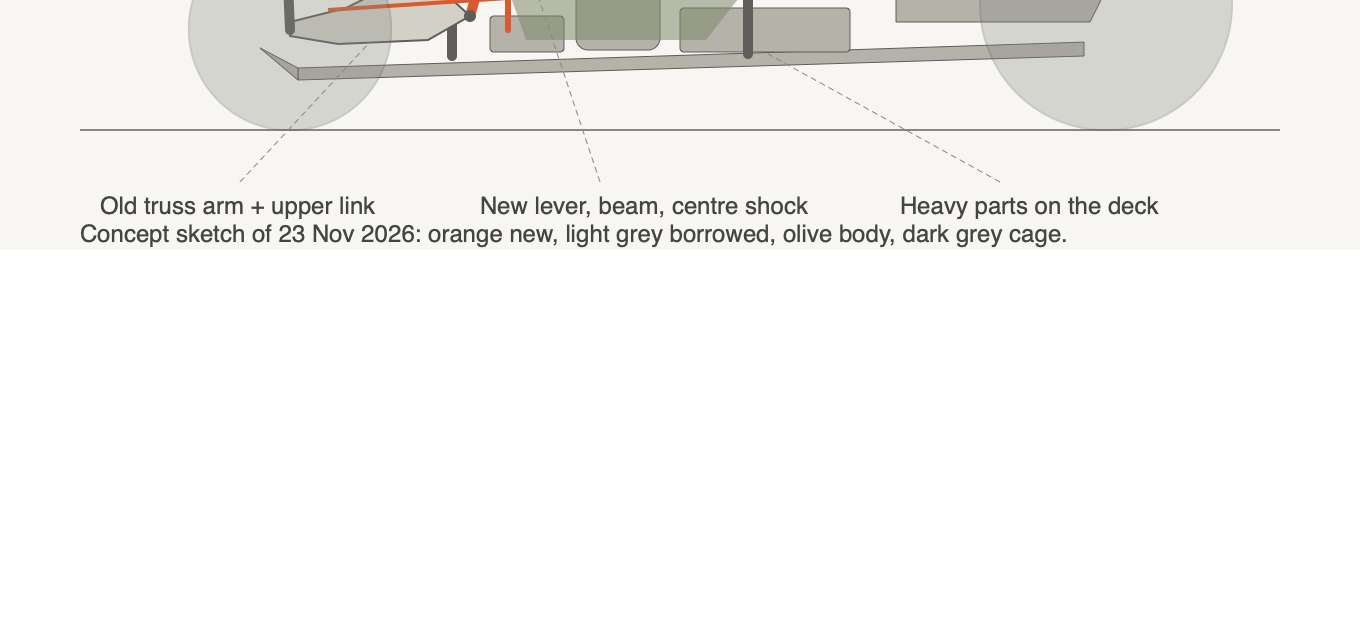 Old truss arm + upper link
New lever, beam, centre shock
Heavy parts on the deck
Concept sketch of 23 Nov 2026: orange new, light grey borrowed, olive body, dark grey cage.